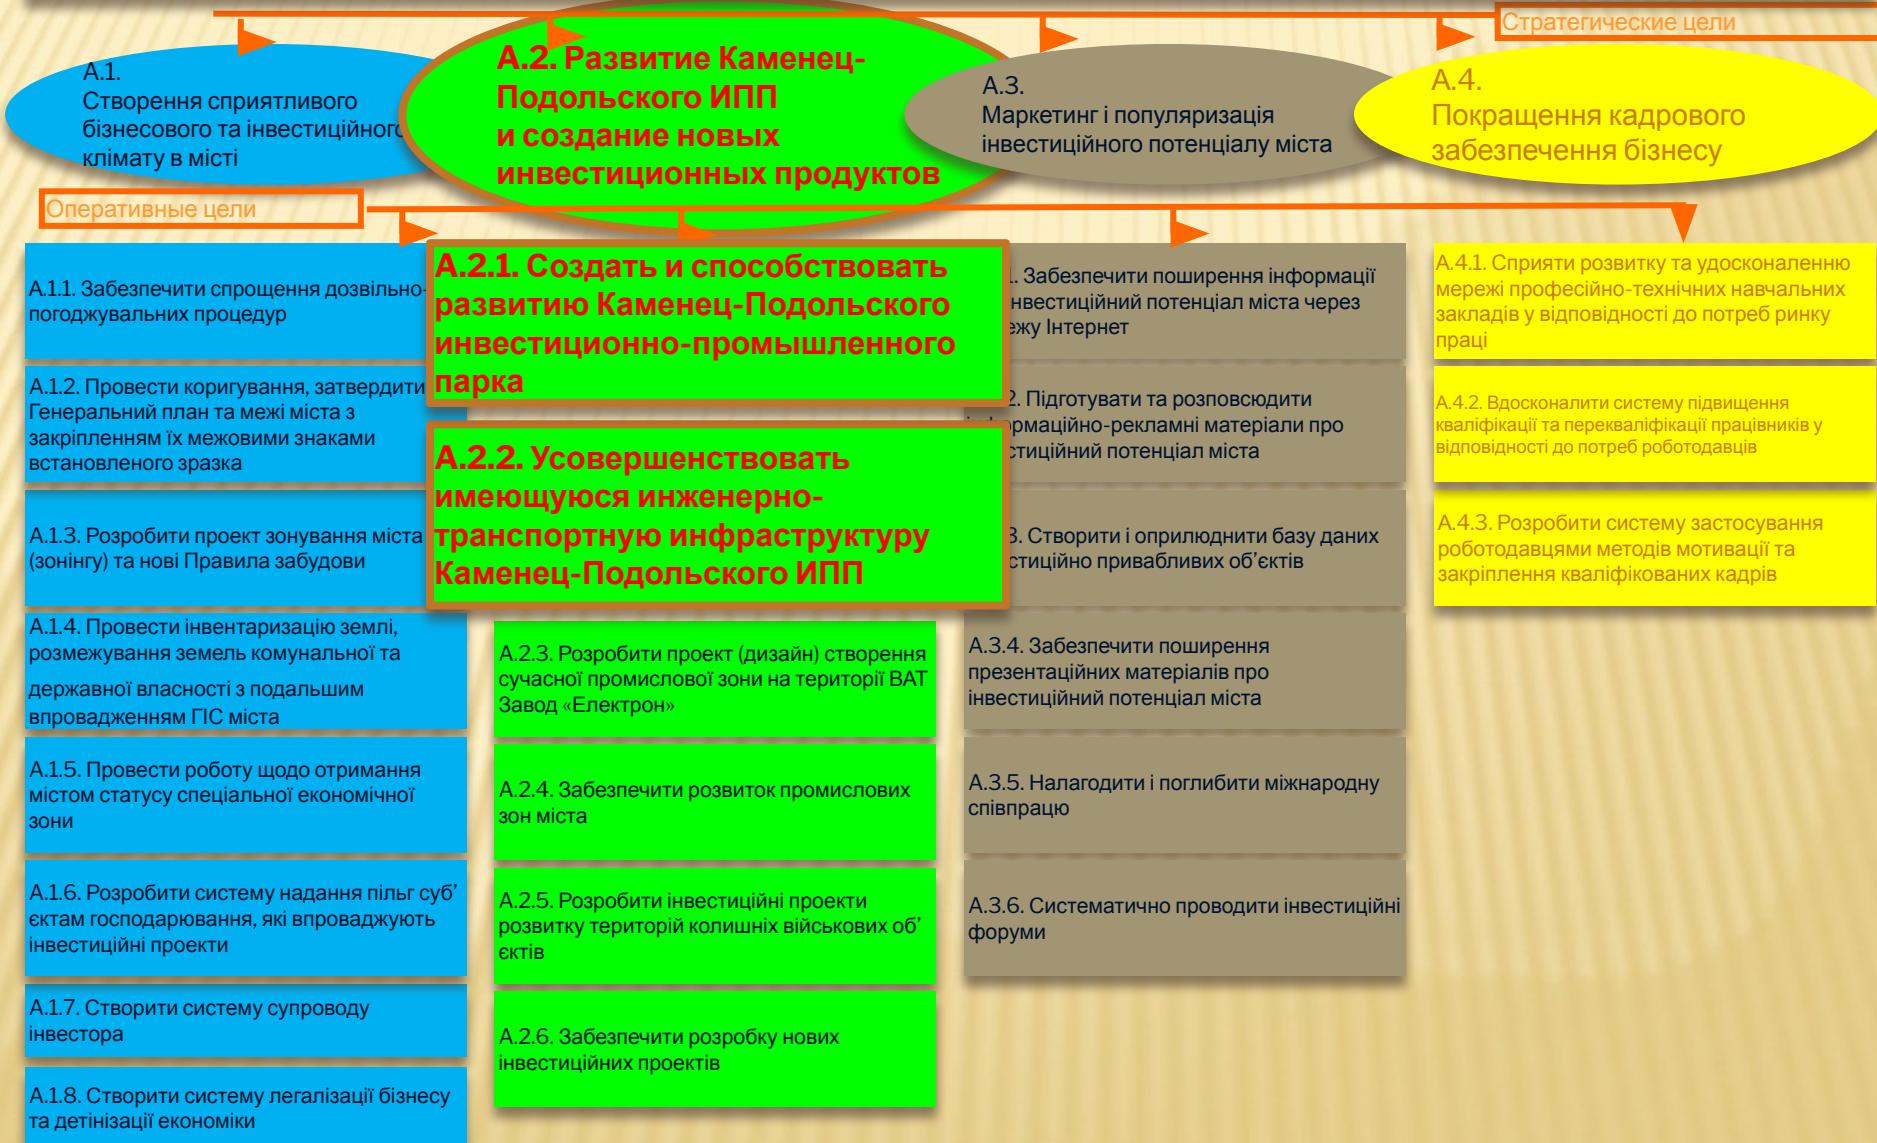 Стратегические цели
А.1.
Створення сприятливого
бізнесового та інвестиційного
клімату в місті
А.2. Развитие Каменец-
Подольского ИПП
и создание новых
инвестиционных продуктов
А.3.
Маркетинг і популяризація
інвестиційного потенціалу міста
А.4.
Покращення кадрового
забезпечення бізнесу
Оперативные цели
А.1.1. Забезпечити спрощення дозвільно-
погоджувальних процедур
А.1.2. Провести коригування, затвердити
Генеральний план та межі міста з
закріпленням їх межовими знаками
встановленого зразка
А.1.3. Розробити проект зонування міста
(зонінгу) та нові Правила забудови
А.1.4. Провести інвентаризацію землі,
розмежування земель комунальної та
державної власності з подальшим
впровадженням ГІС міста
А.1.5. Провести роботу щодо отримання
містом статусу спеціальної економічної
зони
А.1.6. Розробити систему надання пільг суб’
єктам господарювання, які впроваджують
інвестиційні проекти
А.1.7. Створити систему супроводу
інвестора
А.1.8. Створити систему легалізації бізнесу
та детінізації економіки
А.2.1. Создать и способствовать
развитию Каменец-Подольского
инвестиционно-промышленного
парка
А.2.2. Усовершенствовать
имеющуюся инженерно-
транспортную инфраструктуру
Каменец-Подольского ИПП
А.2.3. Розробити проект (дизайн) створення
сучасної промислової зони на території ВАТ
Завод «Електрон»
А.2.4. Забезпечити розвиток промислових
зон міста
А.2.5. Розробити інвестиційні проекти
розвитку територій колишніх військових об’
єктів
А.2.6. Забезпечити розробку нових
інвестиційних проектів
Забезпечити поширення інформації
потенціал міста через
Інтернет
2. Підготувати та розповсюдити
матеріали про
потенціал міста
3. Створити і оприлюднити базу даних
привабливих об’єктів
А.3.4. Забезпечити поширення
презентаційних матеріалів про
інвестиційний потенціал міста
А.3.5. Налагодити і поглибити міжнародну
співпрацю
А.3.6. Систематично проводити інвестиційні
форуми
А.4.1. Сприяти розвитку та удосконаленню
мережі професійно-технічних навчальних
закладів у відповідності до потреб ринку
праці
А.4.2. Вдосконалити систему підвищення
кваліфікації та перекваліфікації працівників у
відповідності до потреб роботодавців
А.4.3. Розробити систему застосування
роботодавцями методів мотивації та
закріплення кваліфікованих кадрів